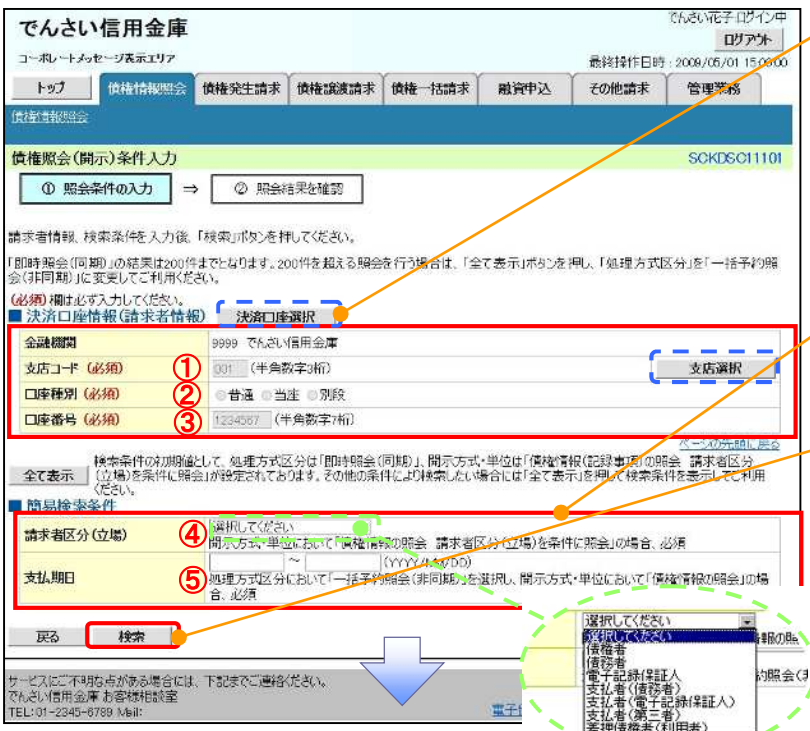 でんさい信用金庫
でんさい花子 ログイン中
ログアウト
コーポレートメッセージ表示エリア
最終操作日時：2009/05/01 15:00:00
トップ
債権情報照会
債権発生請求
債権譲渡請求
債権一括請求
融資申込
その他請求
管理業務
債権情報照会
債権照会(開示)条件入力
SCKDSC11101
① 照会条件の入力
⇒
② 照会結果を確認
請求者情報、検索条件を入力後、「検索」ボタンを押してください。
「即時照会(同期)」の結果は200件までとなります。200件を超える照会を行う場合は、「全て表示」ボタンを押し、「処理方式区分」を「一括予約照
会(非同期)」に変更してご利用ください。
(必須)欄は必ず入力してください。
■ 決済口座情報(請求者情報)
決済口座選択
金融機関
9999 でんさい信用金庫
支店コード (必須)
①
001 (半角数字3桁)
支店選択
口座種別 (必須)
②
普通 当座 別段
口座番号 (必須)
③
1234567 (半角数字7桁)
ページの先頭に戻る
全て表示
検索条件の初期値として、処理方式区分は「即時照会(同期)」、開示方式・単位は「債権情報(記録事項)の照会 請求者区分
(立場)を条件に照会」が設定されております。その他の条件により検索したい場合には「全て表示」を押して検索条件を表示してご利用
ください。
■ 簡易検索条件
請求者区分(立場)
④
選択してください
開示方式・単位において「債権情報の照会 請求者区分(立場)を条件に照会」の場合、必須
支払期日
⑤
～ (YYYY/MM/DD)
処理方式区分において「一括予約照会(非同期)」を選択し、開示方式・単位において「債権情報の照会」の場
合、必須
戻る
検索
選択してください
選択してください
債権者
債務者
電子記録保証人
支払者(債務者)
支払者(電子記録保証人)
支払者(第三者)
差押債権者(利用者)
サービスにご不明な点がある場合には、下記までご連絡ください。
でんさい信用金庫 お客様相談室
TEL:01-2345-6789 Mail: